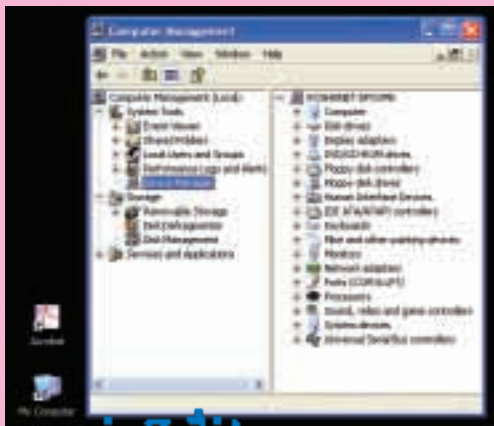 Computer Management
File Action View Window Help
Computer Management (Local)
System Tools
Event Viewer
Shared Folders
Local Users and Groups
Performance Logs and Alerts
Device Manager
Storage
Removable Storage
Disk Defragmenter
Disk Management
Services and Applications
Computer
Disk drives
Display adapters
DVD/CD-ROM drives
Floppy disk controllers
Floppy disk drives
Human Interface Devices
IDE ATA/ATAPI controllers
Keyboards
Mice and other pointing devices
Monitors
Network adapters
Ports (COM & LPT)
Processors
Sound, video and game controllers
System devices
Universal Serial Bus controllers
Acrobat
My Computer